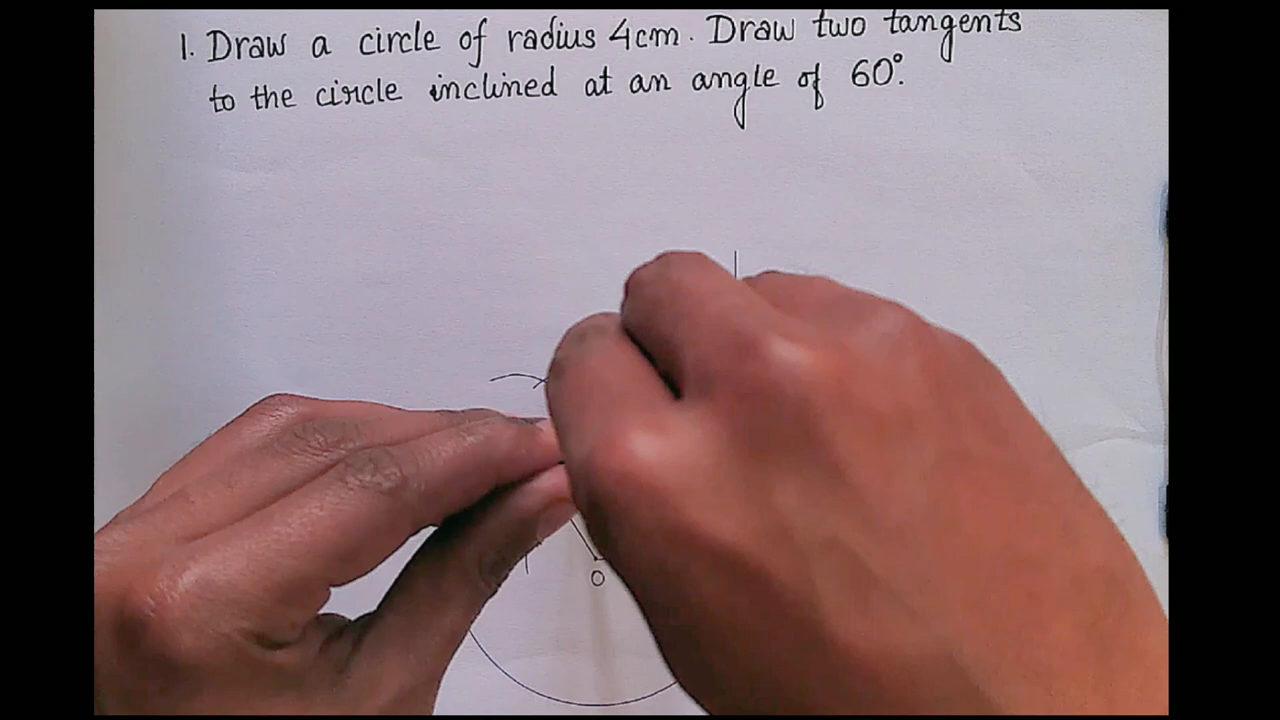 1. Draw a circle of radius 4cm. Draw two tangents
to the circle inclined at an angle of 60°.
O